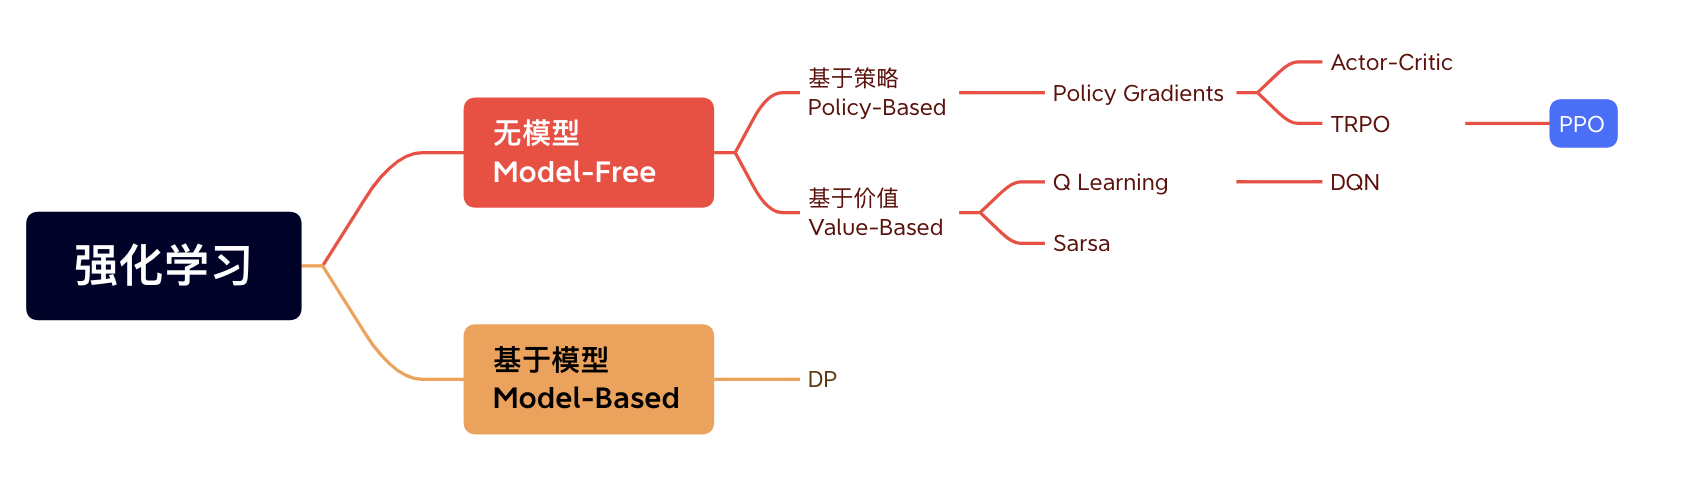 强化学习
无模型
Model-Free
基于策略
Policy-Based
Policy Gradients
Actor-Critic
TRPO
PPO
基于价值
Value-Based
Q Learning
DQN
Sarsa
基于模型
Model-Based
DP